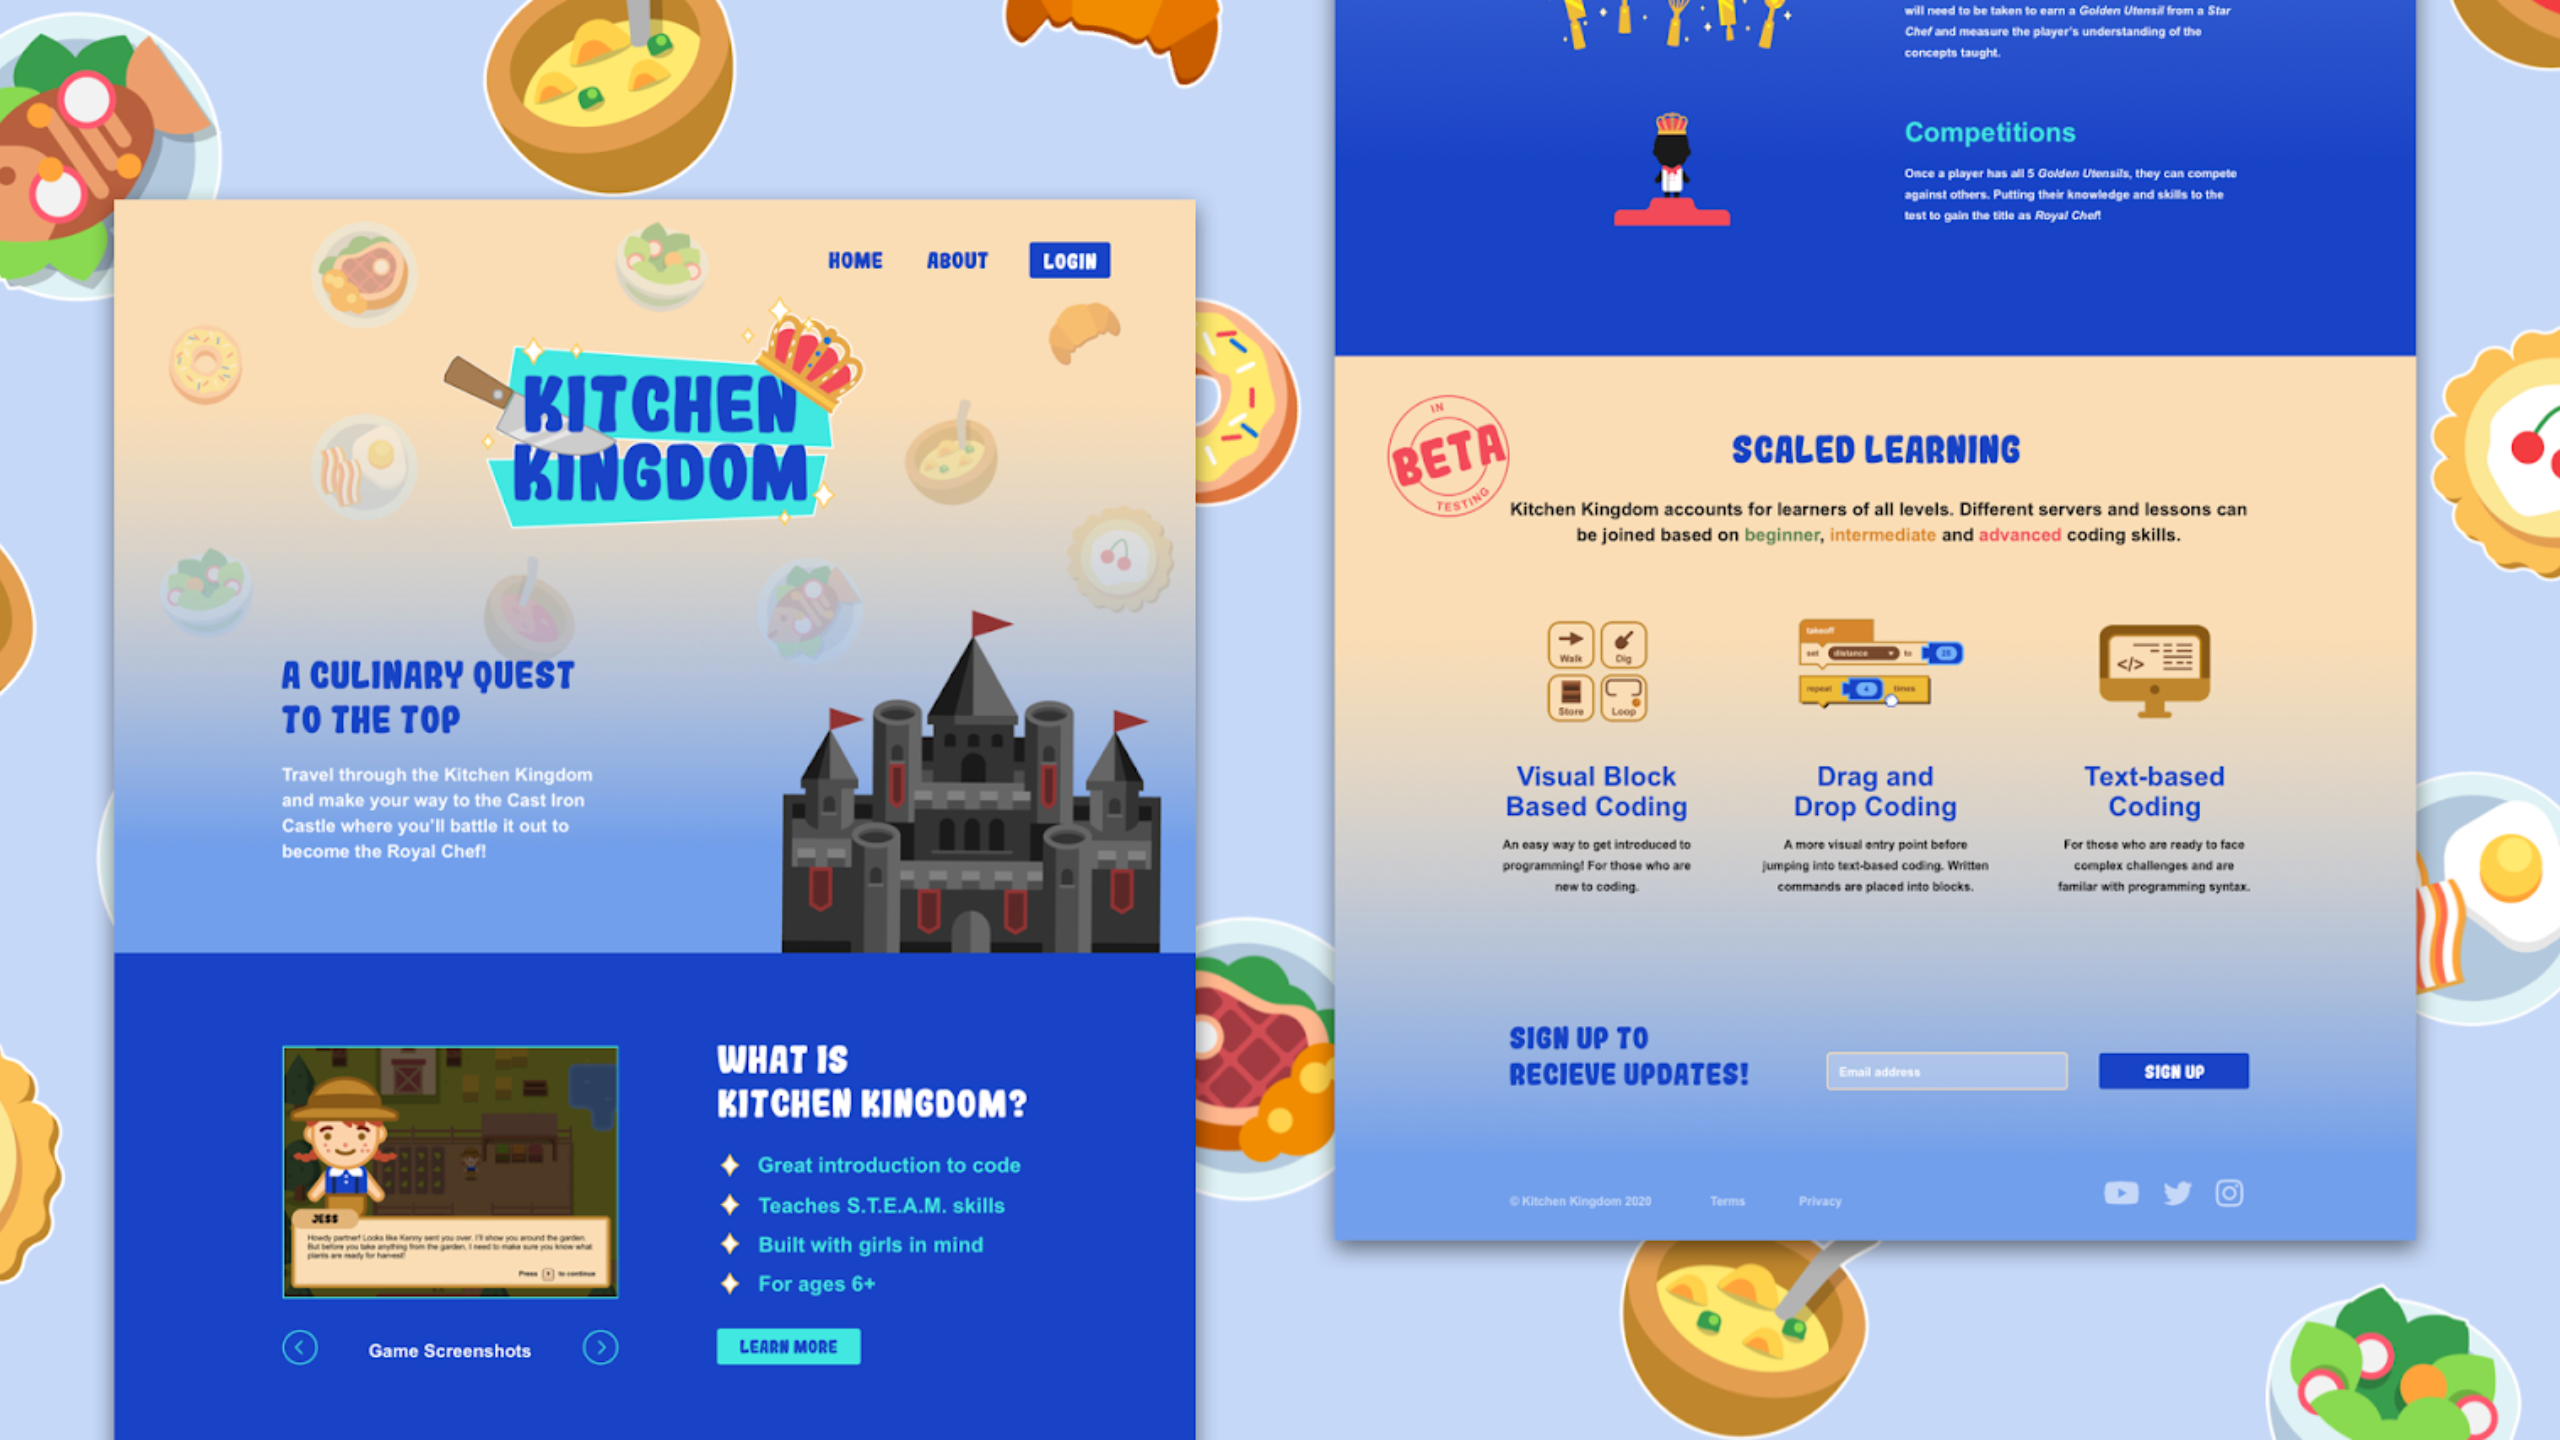 HOME
ABOUT
LOGIN
KITCHEN
KINGDOM
A CULINARY QUEST
TO THE TOP
Travel through the Kitchen Kingdom
and make your way to the Cast Iron
Castle where you'll battle it out to
become the Royal Chef!
JESS
Howdy partner! Looks like Kenny sent you over. I'll show you around the garden.
But before you take anything from the garden, I need to make sure you know what
plants are ready for harvest!
Press to continue
Game Screenshots
WHAT IS
KITCHEN KINGDOM?
Great introduction to code
Teaches S.T.E.A.M. skills
Built with girls in mind
For ages 6+
LEARN MORE
will need to be taken to earn a Golden Utensil from a Star
Chef and measure the player's understanding of the
concepts taught.
Competitions
Once a player has all 5 Golden Utensils, they can compete
against others. Putting their knowledge and skills to the
test to gain the title as Royal Chef!
IN
BETA
TESTING
SCALED LEARNING
Kitchen Kingdom accounts for learners of all levels. Different servers and lessons can
be joined based on beginner, intermediate and advanced coding skills.
Walk
Dig
Store
Loop
takeoff
set distance to 25
repeat 4 times
</>
Visual Block
Based Coding
An easy way to get introduced to
programming! For those who are
new to coding.
Drag and
Drop Coding
A more visual entry point before
jumping into text-based coding. Written
commands are placed into blocks.
Text-based
Coding
For those who are ready to face
complex challenges and are
familar with programming syntax.
SIGN UP TO
RECIEVE UPDATES!
Email address
SIGN UP
© Kitchen Kingdom 2020
Terms
Privacy